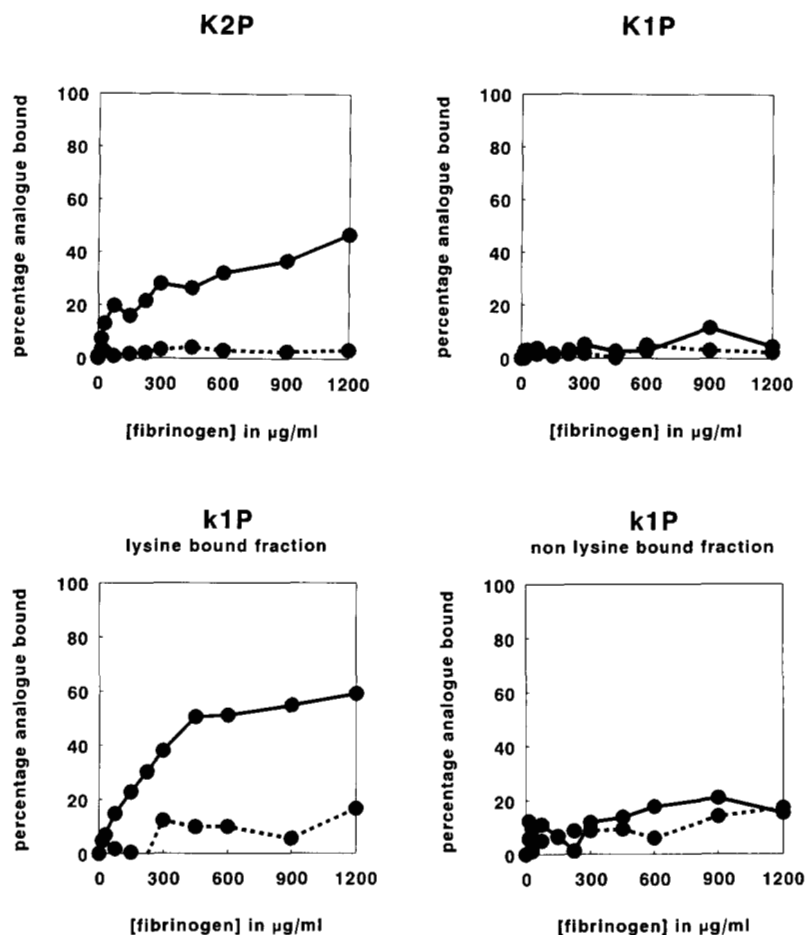 K2P
percentage analogue bound
100
80
60
40
20
0
0 300 600 900 1200
[fibrinogen] in µg/ml
K1P
percentage analogue bound
100
80
60
40
20
0
0 300 600 900 1200
[fibrinogen] in µg/ml
k1P
lysine bound fraction
percentage analogue bound
100
80
60
40
20
0
0 300 600 900 1200
[fibrinogen] in µg/ml
k1P
non lysine bound fraction
percentage analogue bound
100
80
60
40
20
0
0 300 600 900 1200
[fibrinogen] in µg/ml